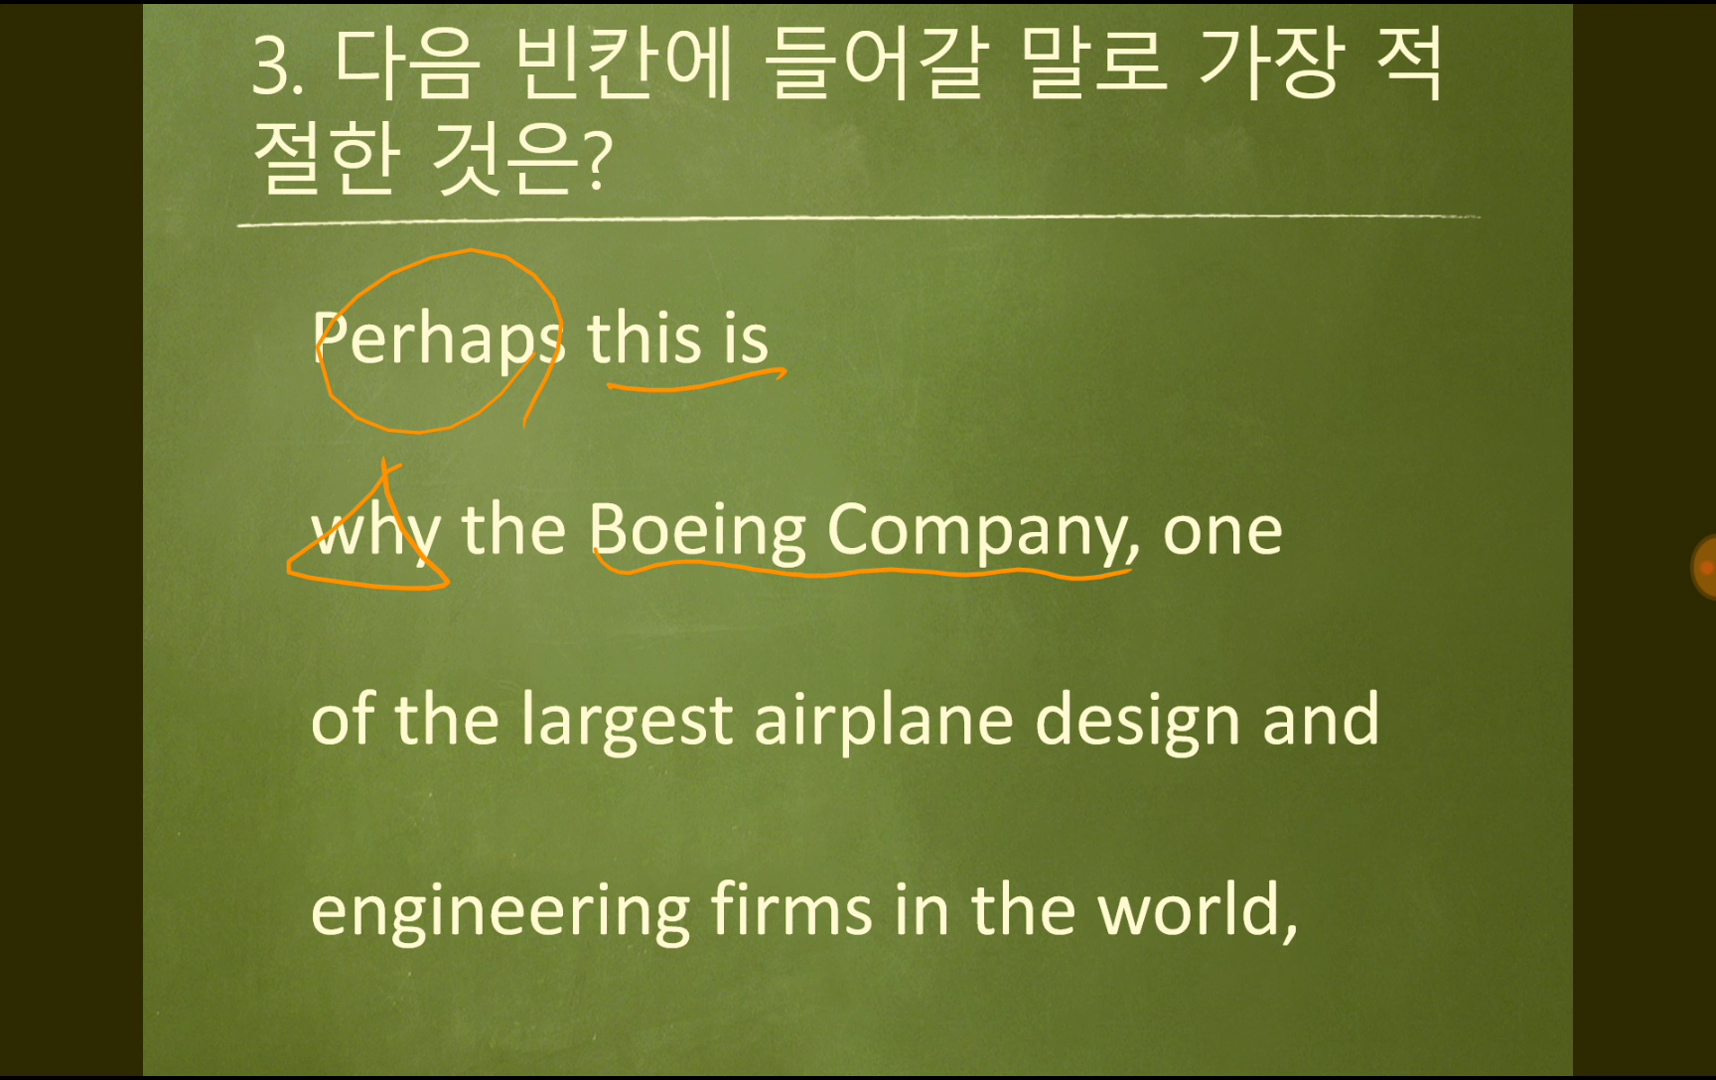 3. 다음 빈칸에 들어갈 말로 가장 적
절한 것은?
Perhaps this is
why the Boeing Company, one
of the largest airplane design and
engineering firms in the world,